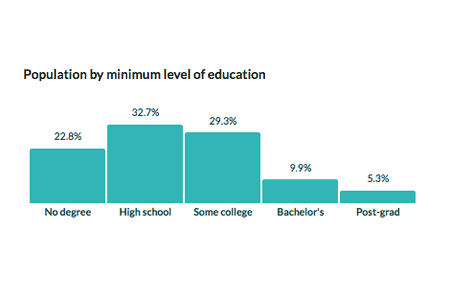 Population by minimum level of education
32.7%
29.3%
22.8%
9.9%
5.3%
No degree High school Some college Bachelor's Post-grad